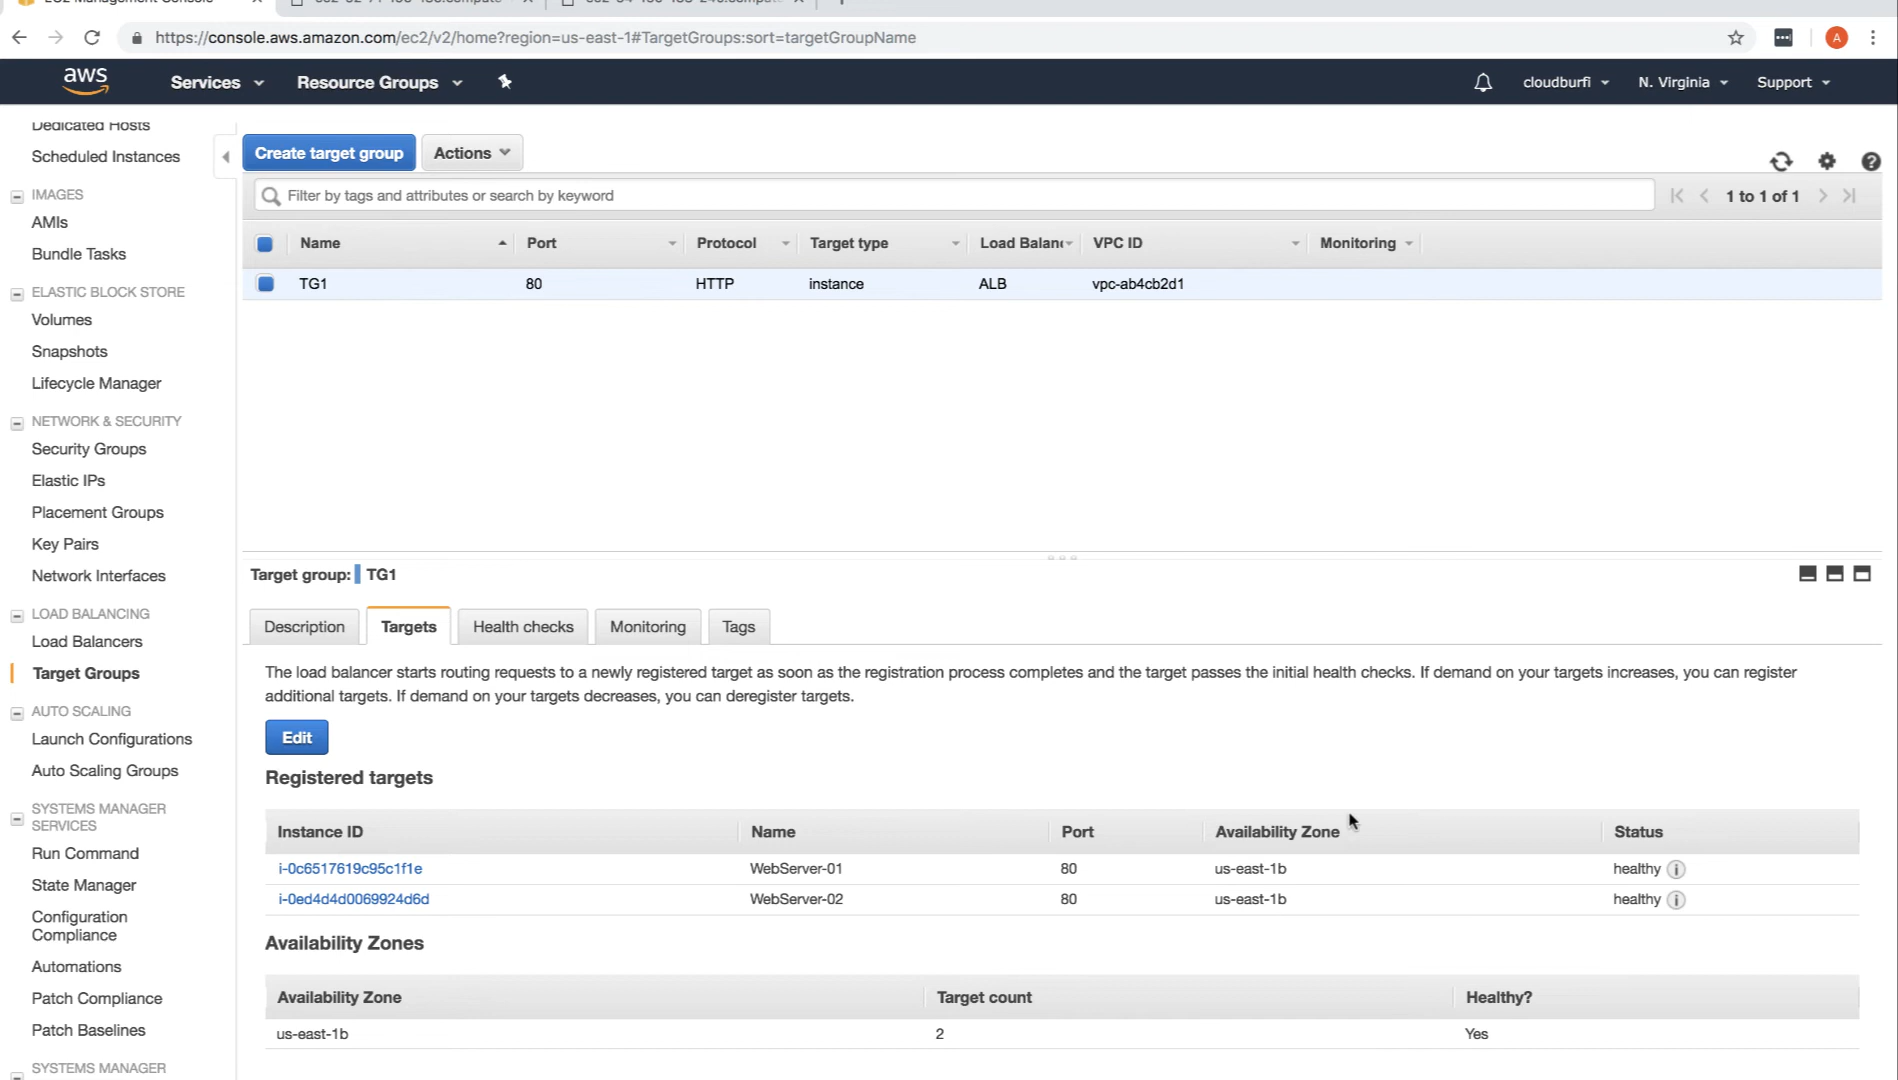 https://console.aws.amazon.com/ec2/v2/home?region=us-east-1#TargetGroups:sort=targetGroupName
A
aws
Services
Resource Groups
cloudburfi
N. Virginia
Support
Dedicated Hosts
Scheduled Instances
IMAGES
AMIs
Bundle Tasks
ELASTIC BLOCK STORE
Volumes
Snapshots
Lifecycle Manager
NETWORK & SECURITY
Security Groups
Elastic IPs
Placement Groups
Key Pairs
Network Interfaces
LOAD BALANCING
Load Balancers
Target Groups
AUTO SCALING
Launch Configurations
Auto Scaling Groups
SYSTEMS MANAGER
SERVICES
Run Command
State Manager
Configuration
Compliance
Automations
Patch Compliance
Patch Baselines
SYSTEMS MANAGER
Create target group
Actions
Filter by tags and attributes or search by keyword
1 to 1 of 1
Name Port Protocol Target type Load Balan VPC ID Monitoring
TG1 80 HTTP instance ALB vpc-ab4cb2d1
Target group: TG1
Description Targets Health checks Monitoring Tags
The load balancer starts routing requests to a newly registered target as soon as the registration process completes and the target passes the initial health checks. If demand on your targets increases, you can register
additional targets. If demand on your targets decreases, you can deregister targets.
Edit
Registered targets
Instance ID Name Port Availability Zone Status
i-0c6517619c95c1f1e WebServer-01 80 us-east-1b healthy
i-0ed4d4d0069924d6d WebServer-02 80 us-east-1b healthy
Availability Zones
Availability Zone Target count Healthy?
us-east-1b 2 Yes